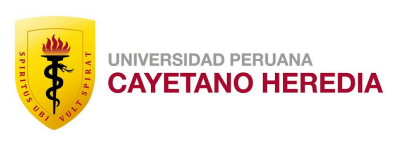 SPIRITUS UBI VULT SPIRAT
UNIVERSIDAD PERUANA
CAYETANO HEREDIA